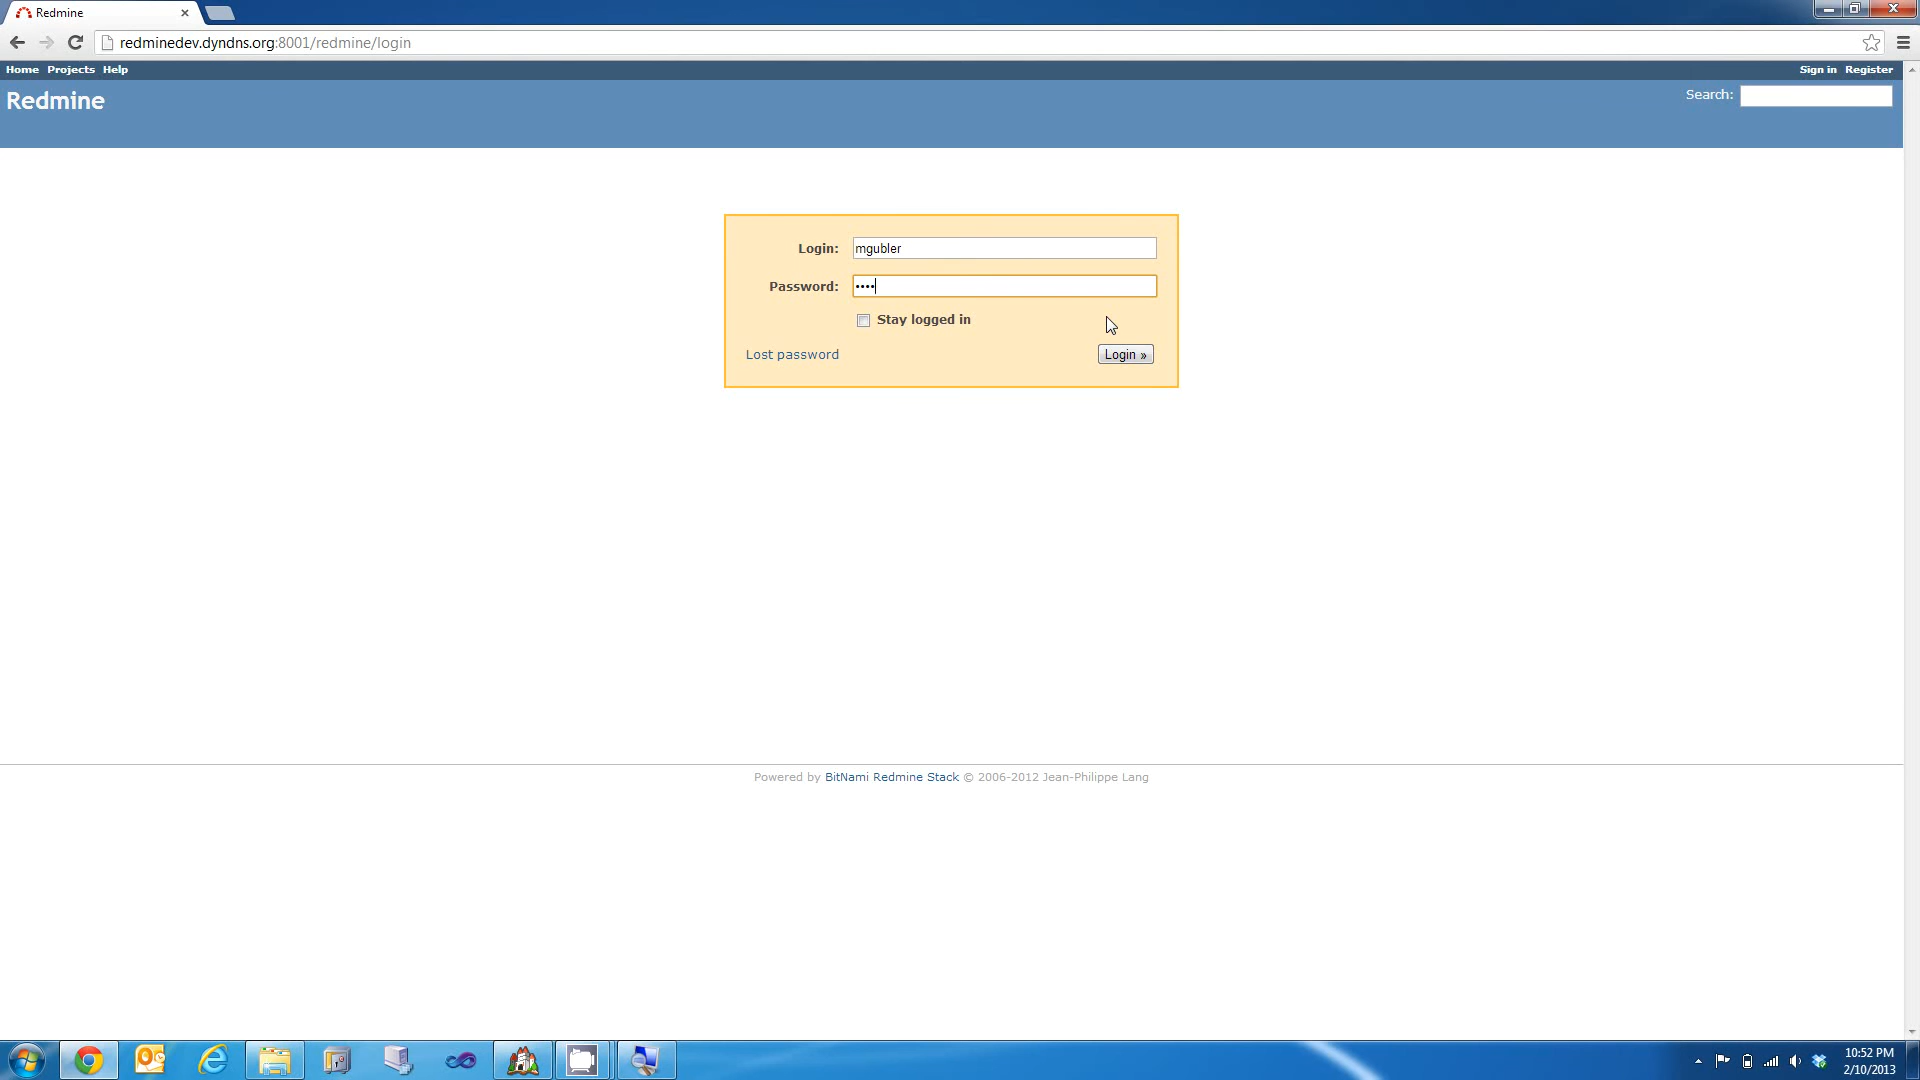 Redmine
redminedev.dyndns.org:8001/redmine/login
Home Projects Help
Sign in Register
Redmine
Search:
Login: mgubler
Password: ••••
Stay logged in
Lost password
Login »
Powered by BitNami Redmine Stack © 2006-2012 Jean-Philippe Lang
10:52 PM
2/10/2013